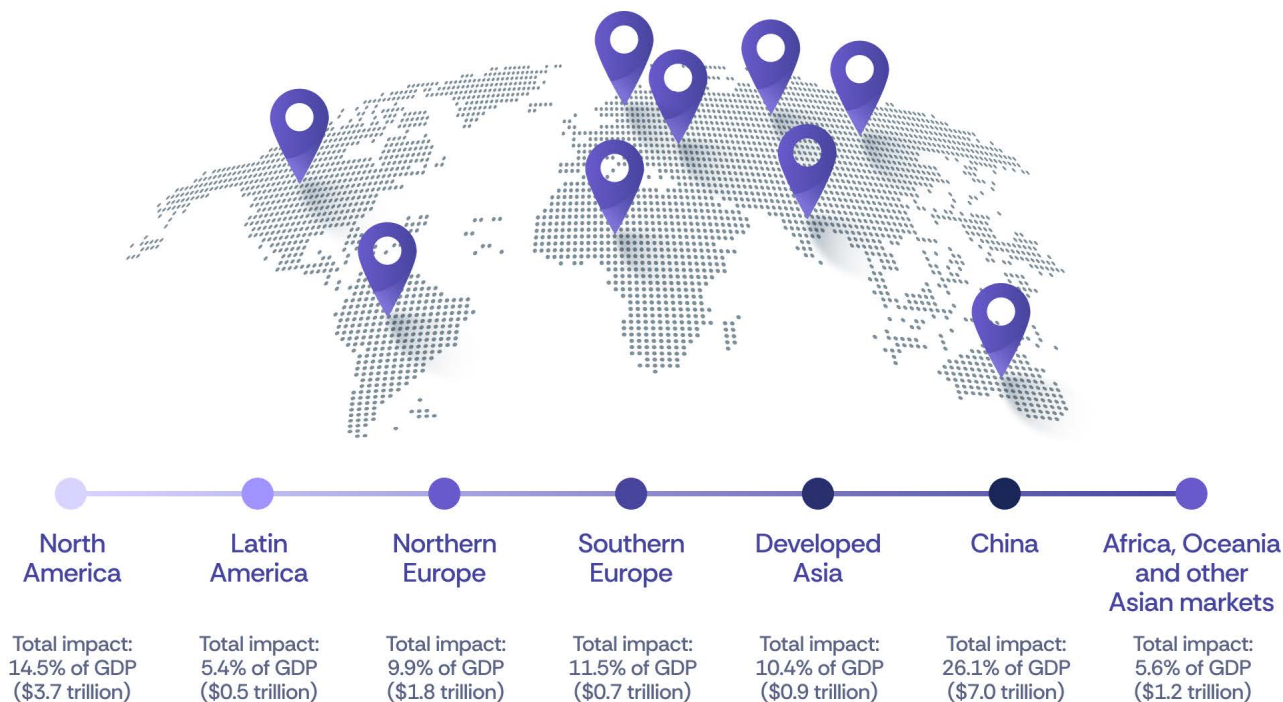 North
America
Total impact:
14.5% of GDP
($3.7 trillion)
Latin
America
Total impact:
5.4% of GDP
($0.5 trillion)
Northern
Europe
Total impact:
9.9% of GDP
($1.8 trillion)
Southern
Europe
Total impact:
11.5% of GDP
($0.7 trillion)
Developed
Asia
Total impact:
10.4% of GDP
($0.9 trillion)
China
Total impact:
26.1% of GDP
($7.0 trillion)
Africa, Oceania
and other
Asian markets
Total impact:
5.6% of GDP
($1.2 trillion)